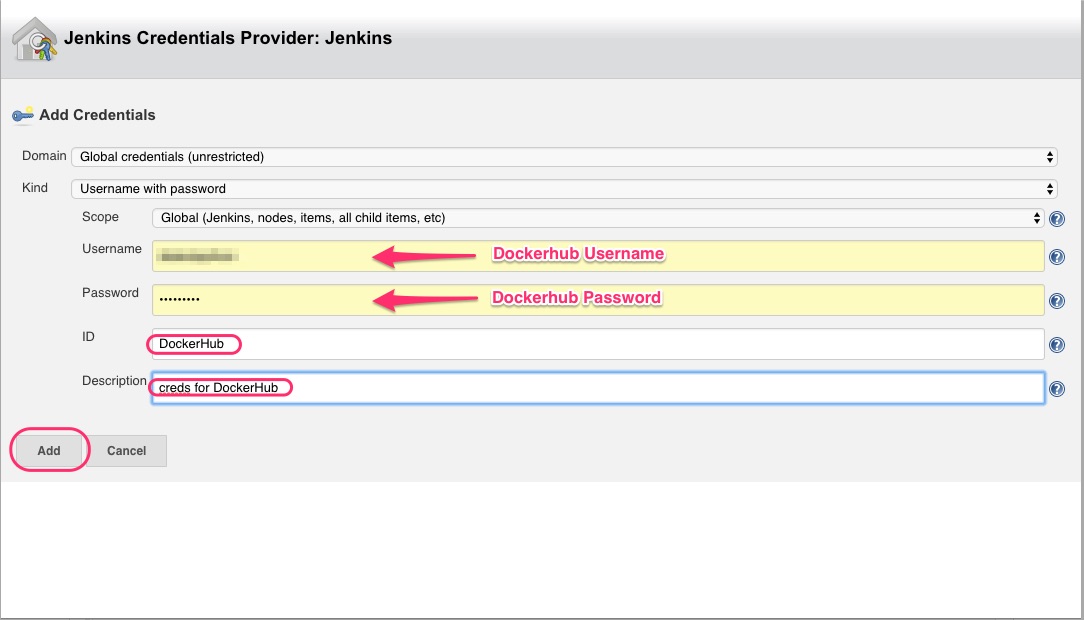 Jenkins Credentials Provider: Jenkins
Add Credentials
Domain Global credentials (unrestricted)
Kind Username with password
Scope Global (Jenkins, nodes, items, all child items, etc)
Username Dockerhub Username
Password ••••••••• Dockerhub Password
ID DockerHub
Description creds for DockerHub
Add Cancel